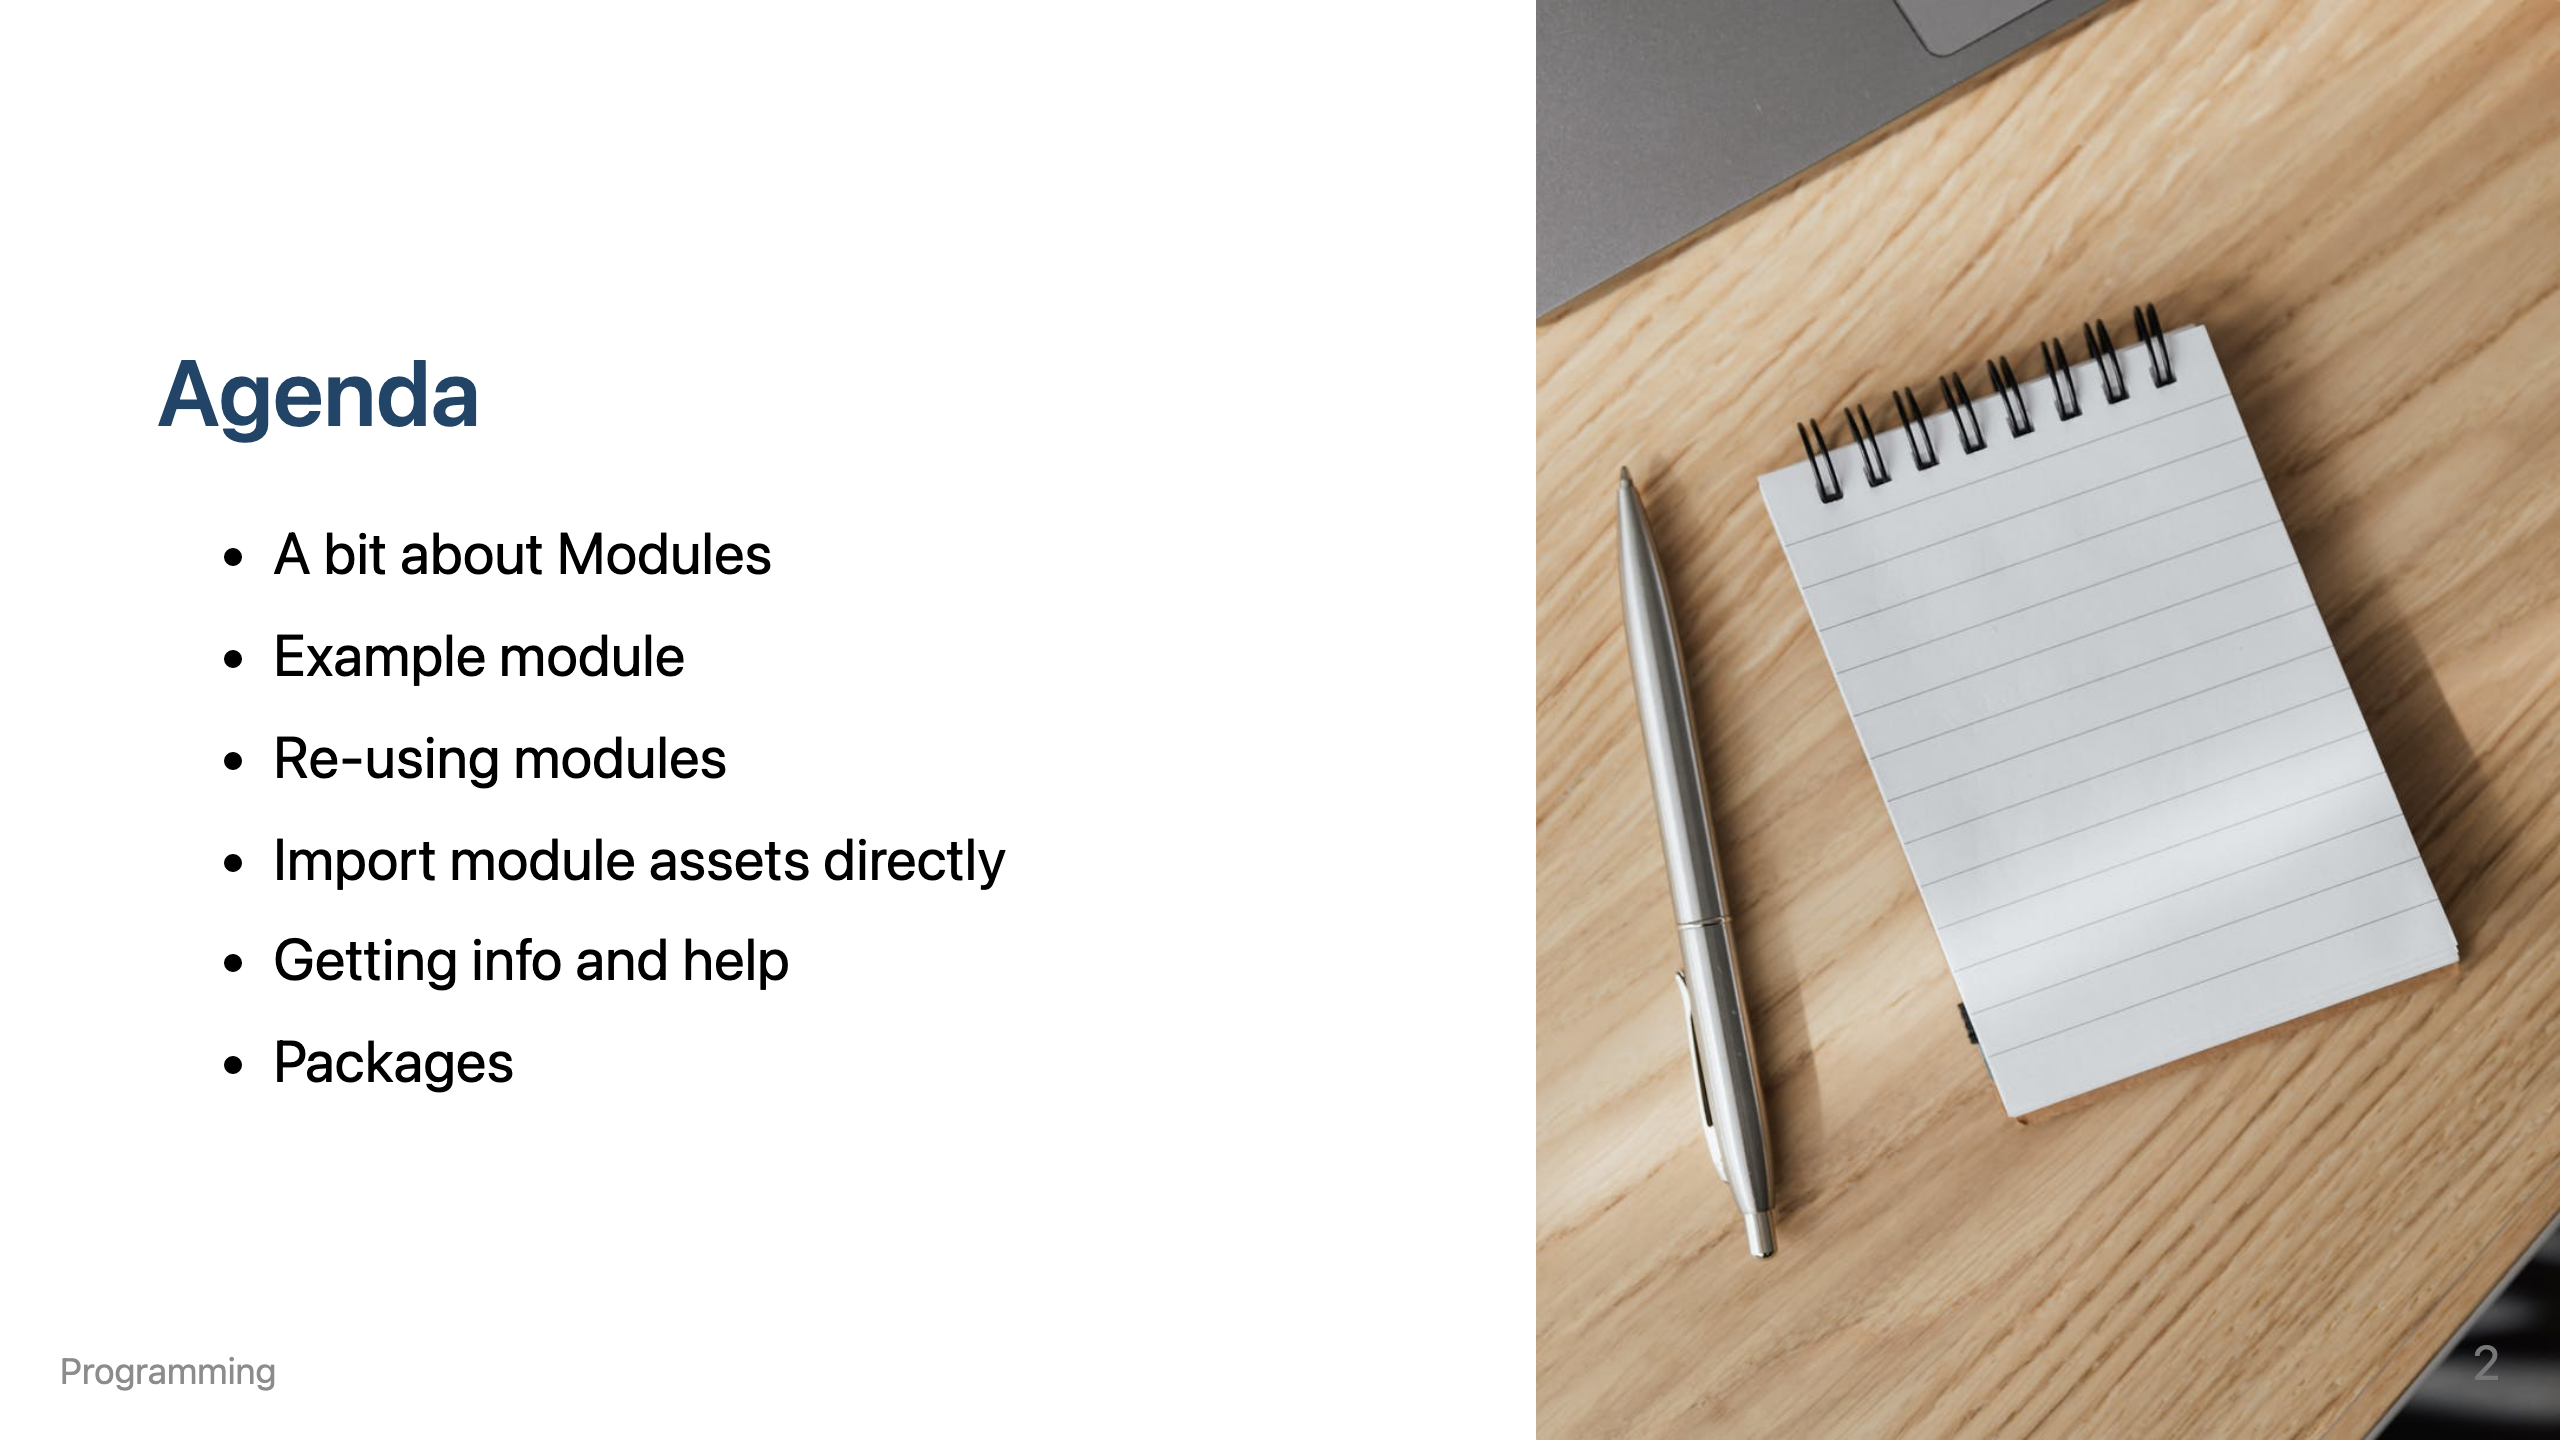 Agenda
• A bit about Modules
• Example module
• Re-using modules
• Import module assets directly
• Getting info and help
• Packages
Programming
2